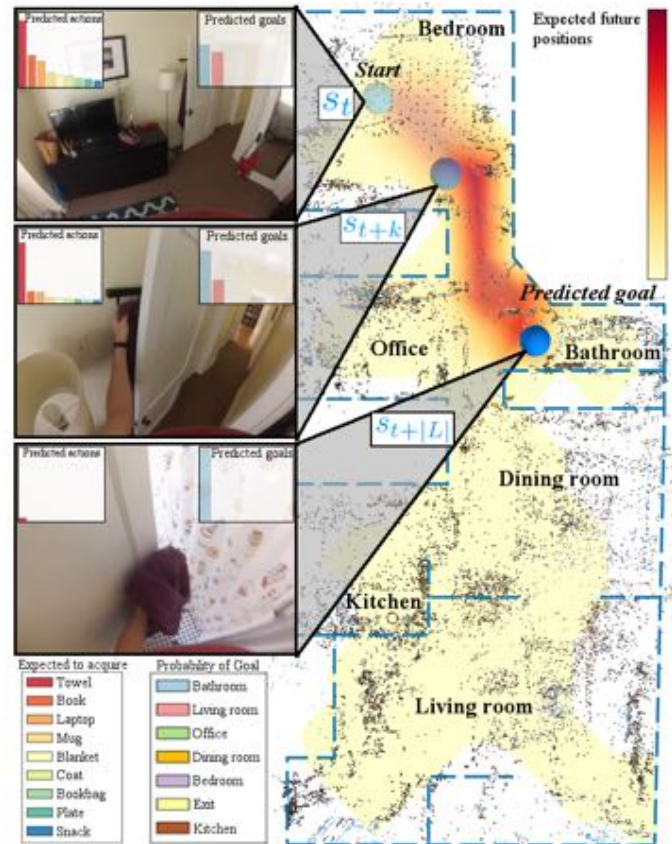 Predicted actions
Predicted goals
Bedroom
Expected future
positions
Start
s_t
Predicted actions
Predicted goals
s_{t+k}
Predicted goal
Office
Bathroom
Predicted actions
Predicted goals
s_{t+|L|}
Dining room
Kitchen
Living room
Expected to acquire
Towel
Book
Laptop
Mug
Blanket
Coat
Bookbag
Plate
Snack
Probability of Goal
Bathroom
Living room
Office
Dining room
Bedroom
Exit
Kitchen